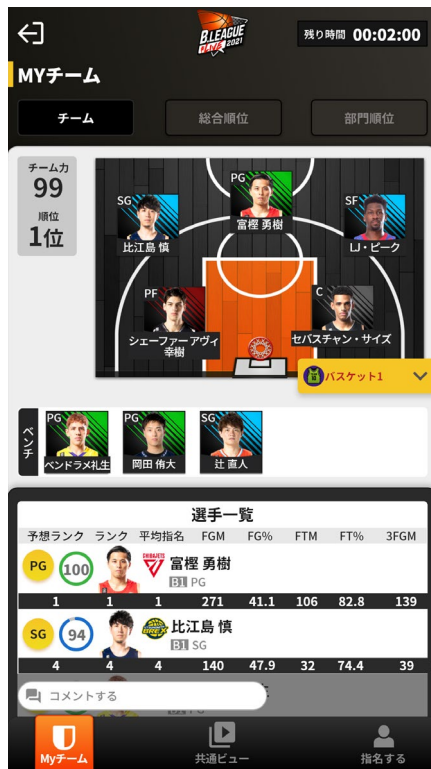 B.LEAGUE
LIVE 2021
残り時間 00:02:00
MYチーム
チーム 総合順位 部門順位
チーム力
99
順位
1位
PG
富樫 勇樹
SG
比江島 慎
SF
LJ・ピーク
PF
シェーファー アヴィ
幸樹
C
セバスチャン・サイズ
バスケット1
ベンチ
PG
ベンドラメ礼生
PG
岡田 侑大
SG
辻 直人
選手一覧
予想ランク ランク 平均指名 FGM FG% FTM FT% 3FGM
PG 100 富樫 勇樹
B1 PG
1 1 1 271 41.1 106 82.8 139
SG 94 BREX 比江島 慎
B1 SG
4 4 4 140 47.9 32 74.4 39
コメントする
Myチーム 共通ビュー 指名する